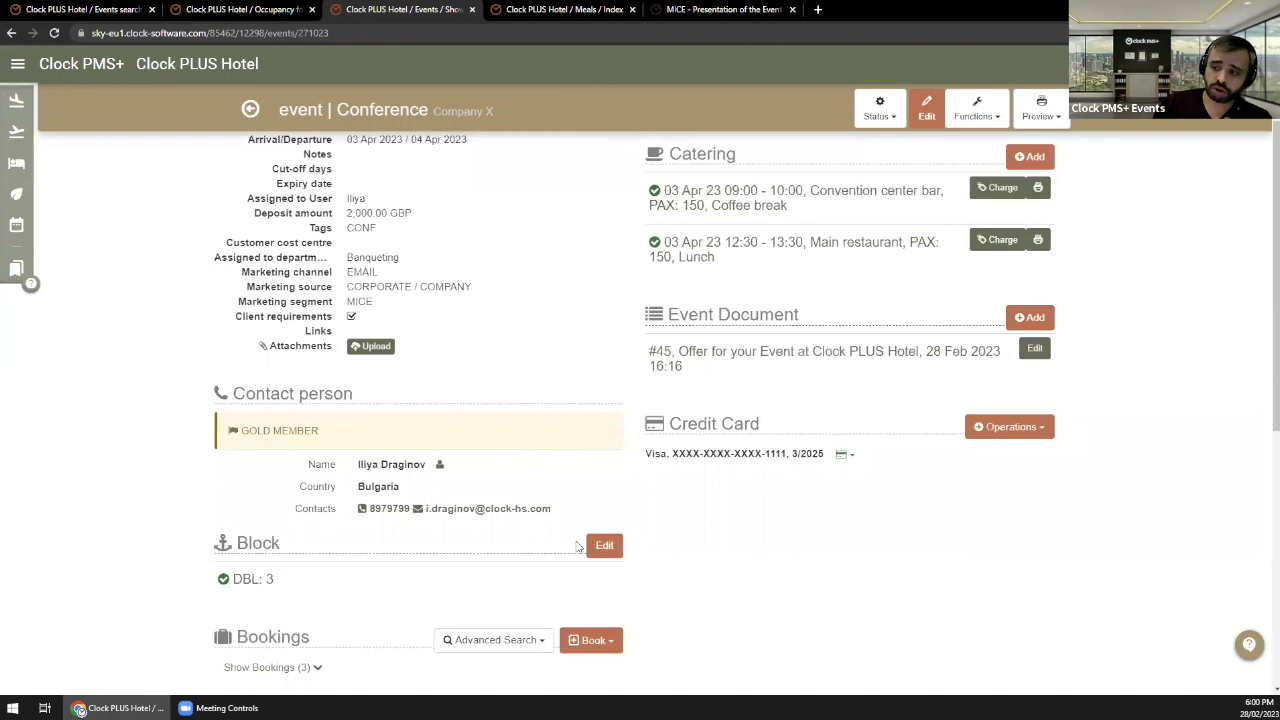 Clock PMS+ Hotel / Events search
Clock PLUS Hotel / Occupancy fo
Clock PLUS Hotel / Events / Show
Clock PLUS Hotel / Meals / Index
MICE - Presentation of the Event
sky-eu1.clock-software.com/85462/12298/events/271023
Clock PMS+ Clock PLUS Hotel
clock PMS+
Clock PMS+ Events
event | Conference Company X
Status
Edit
Functions
Preview
Arrival/Departure 03 Apr 2023 / 04 Apr 2023
Notes
Cut-off days
Expiry date
Assigned to User Iliya
Deposit amount 2,000.00 GBP
Tags CONF
Customer cost centre
Assigned to departm... Banqueting
Marketing channel EMAIL
Marketing source CORPORATE / COMPANY
Marketing segment MICE
Client requirements
Links
Attachments Upload
Contact person
GOLD MEMBER
Name Iliya Draginov
Country Bulgaria
Contacts 8979799 i.draginov@clock-hs.com
Block Edit
DBL: 3
Bookings Advanced Search Book
Show Bookings (3)
Catering Add
03 Apr 23 09:00 - 10:00, Convention center bar,
PAX: 150, Coffee break
Charge
03 Apr 23 12:30 - 13:30, Main restaurant, PAX:
150, Lunch
Charge
Event Document Add
#45, Offer for your Event at Clock PLUS Hotel, 28 Feb 2023
16:16
Edit
Credit Card Operations
Visa, XXXX-XXXX-XXXX-1111, 3/2025
Clock PLUS Hotel / ...
Meeting Controls
6:00 PM
28/02/2023